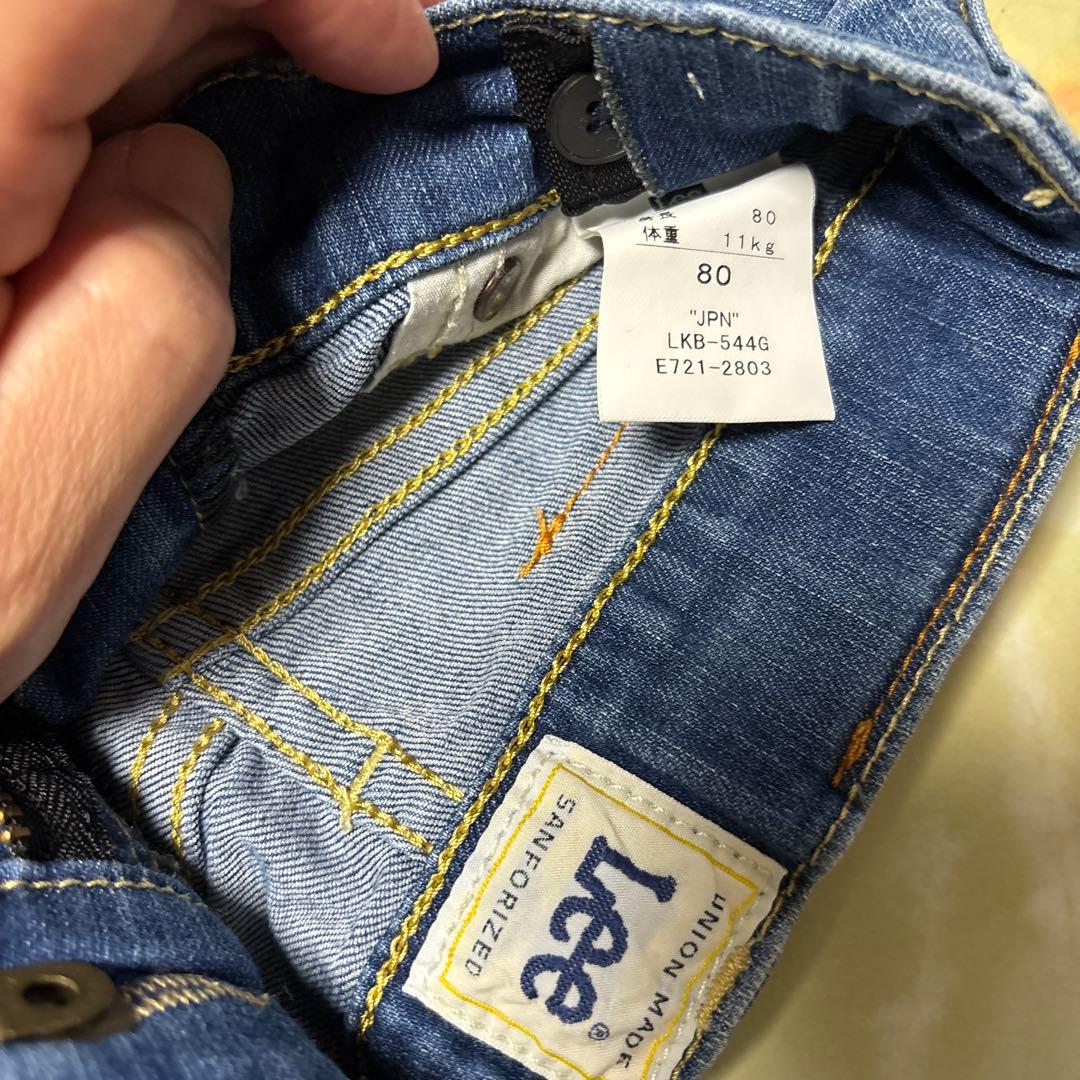 80
体重 11kg
80
"JPN"
LKB-544G
E721-2803
UNION MADE
Lee®
SANFORIZED